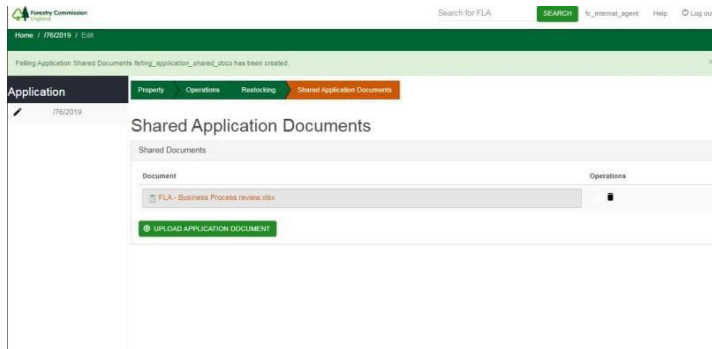 Forestry Commission
England
Search for FLA
SEARCH
fc_internal_agent
Help
Log ou
Home / /76/2019 / Edit
Felling Application Shared Documents felling_application_shared_docs has been created.
Application
/76/2019
Property
Operations
Restocking
Shared Application Documents
Shared Application Documents
Shared Documents
Document
Operations
FLA - Business Process review.xlsx
UPLOAD APPLICATION DOCUMENT